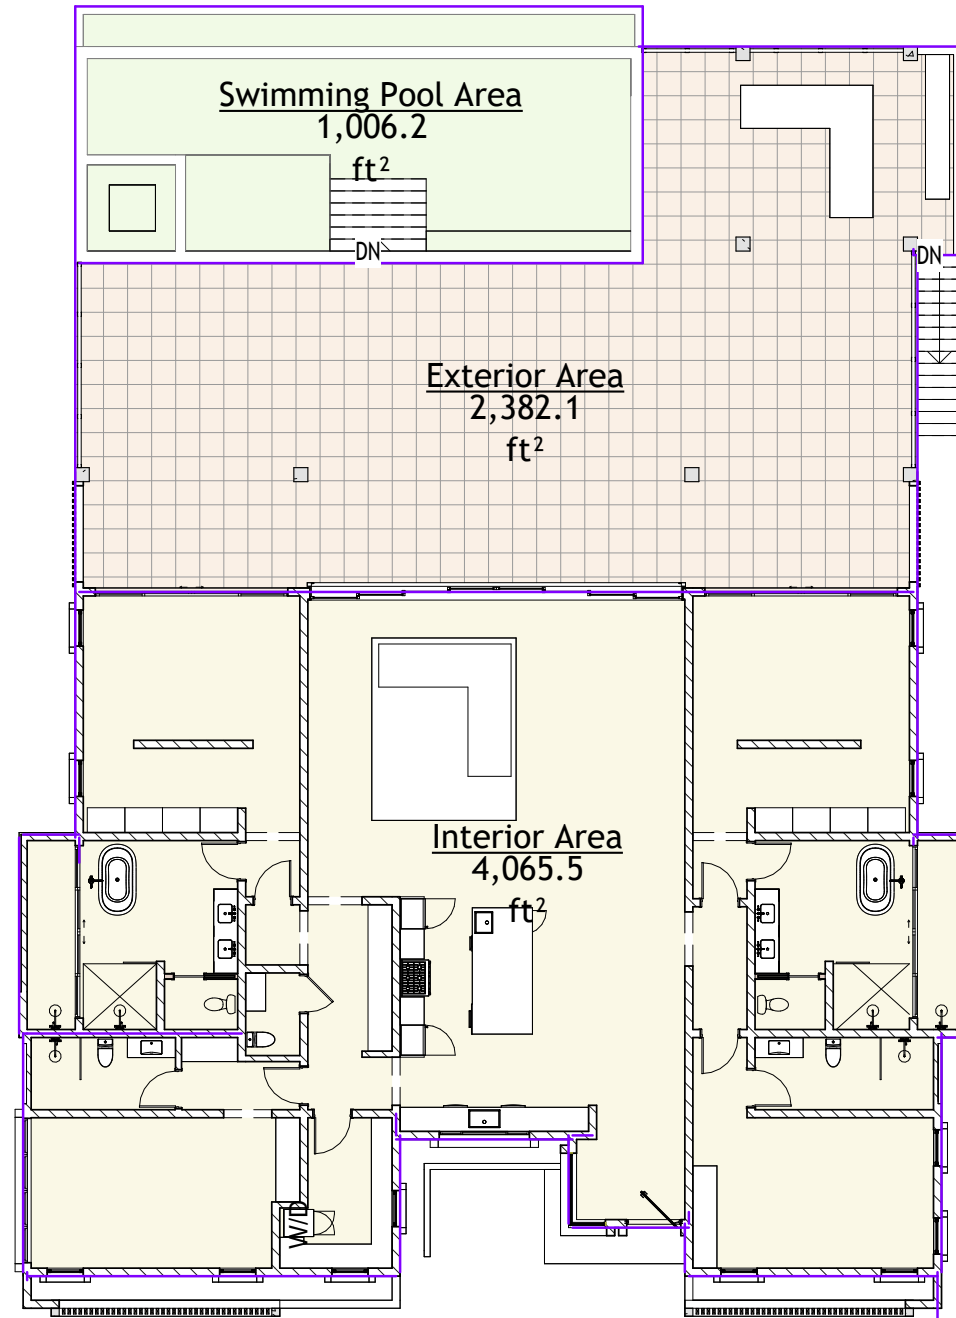 Swimming Pool Area
1,006.2
ft²
DN
DN
Exterior Area
2,382.1
ft²
Interior Area
4,065.5
ft²
W/D